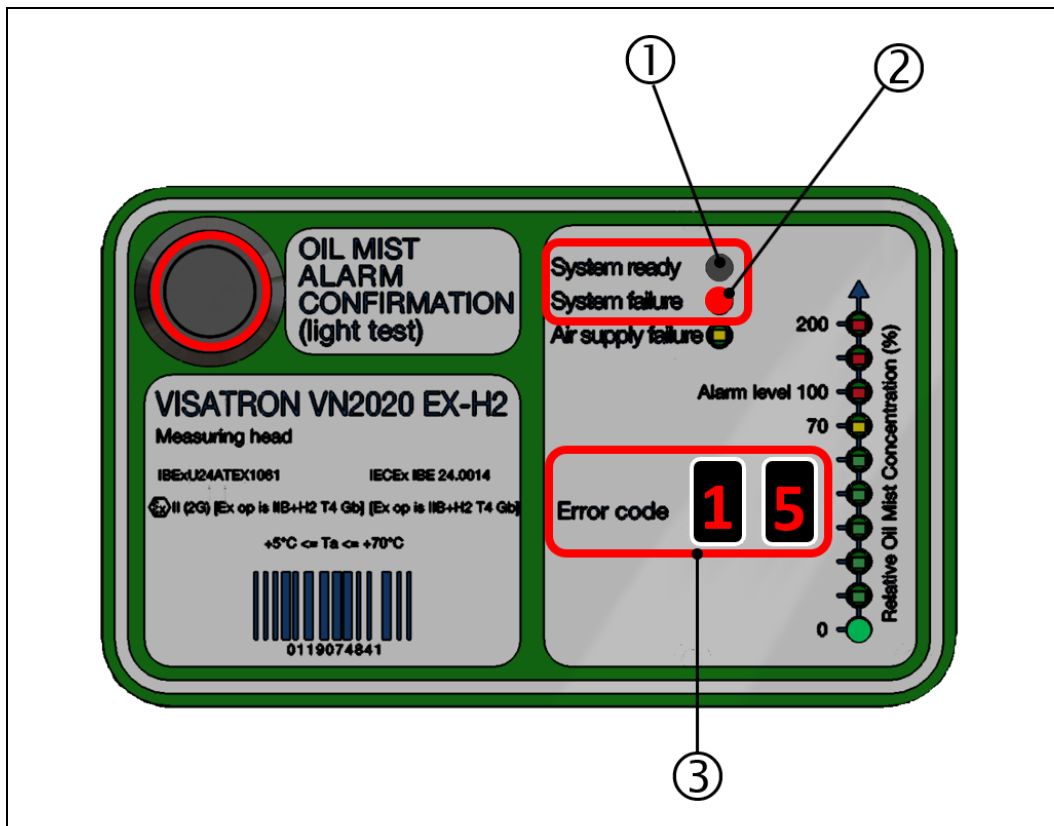 ①
②
OIL MIST
ALARM
CONFIRMATION
(light test)
System ready
System failure
Air supply failure
200
Alarm level 100
70
0
Relative Oil Mist Concentration (%)
VISATRON VN2020 EX-H2
Measuring head
IBExU24ATEX1061 IECEx IBE 24.0014
Ex II (2G) [Ex op is IIB+H2 T4 Gb] [Ex op is IIB+H2 T4 Gb]
+5°C <= Ta <= +70°C
0119074841
Error code 1 5
③